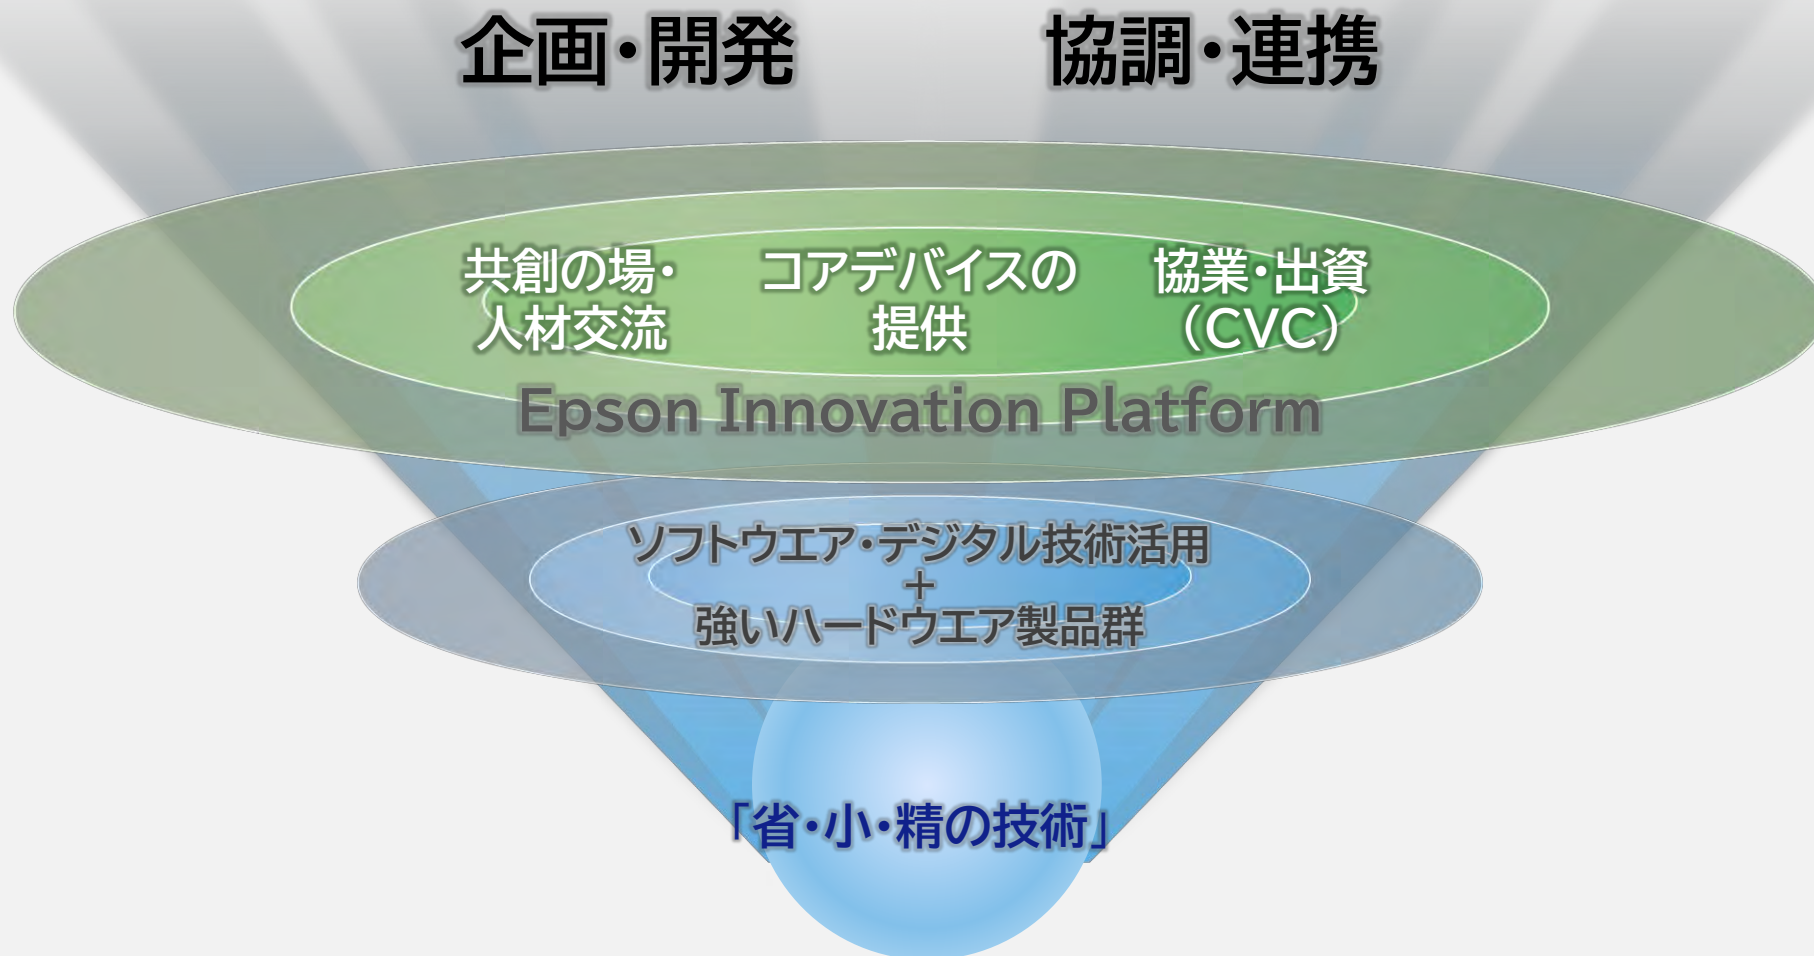 企画・開発 協調・連携
共創の場・ コアデバイスの 協業・出資
人材交流 提供 （CVC）
Epson Innovation Platform
ソフトウエア・デジタル技術活用
＋
強いハードウエア製品群
「省・小・精の技術」